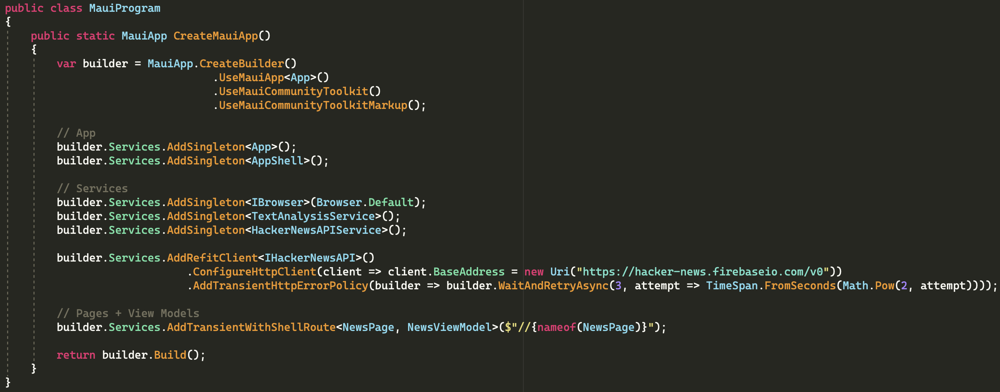 public class MauiProgram
{
    public static MauiApp CreateMauiApp()
    {
        var builder = MauiApp.CreateBuilder()
                                .UseMauiApp<App>()
                                .UseMauiCommunityToolkit()
                                .UseMauiCommunityToolkitMarkup();

        // App
        builder.Services.AddSingleton<App>();
        builder.Services.AddSingleton<AppShell>();

        // Services
        builder.Services.AddSingleton<IBrowser>(Browser.Default);
        builder.Services.AddSingleton<TextAnalysisService>();
        builder.Services.AddSingleton<HackerNewsAPIService>();

        builder.Services.AddRefitClient<IHackerNewsAPI>()
                            .ConfigureHttpClient(client => client.BaseAddress = new Uri("https://hacker-news.firebaseio.com/v0"))
                            .AddTransientHttpErrorPolicy(builder => builder.WaitAndRetryAsync(3, attempt => TimeSpan.FromSeconds(Math.Pow(2, attempt))));

        // Pages + View Models
        builder.Services.AddTransientWithShellRoute<NewsPage, NewsViewModel>($"//{nameof(NewsPage)}");

        return builder.Build();
    }
}